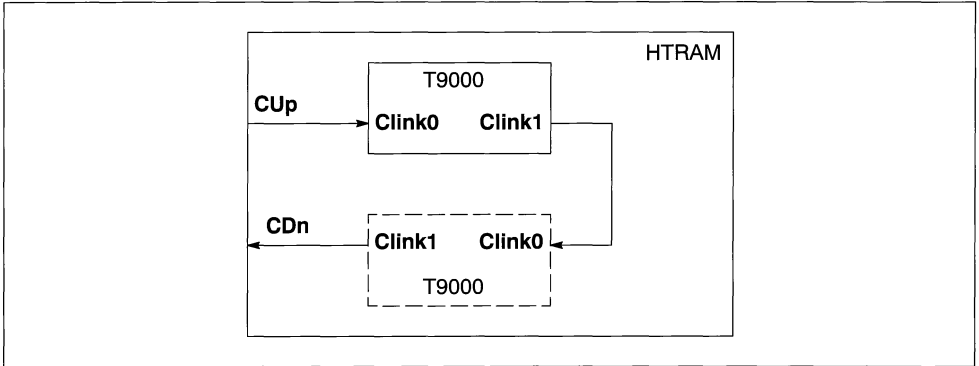 HTRAM
T9000
CUp
Clink0 Clink1
CDn
Clink1 Clink0
T9000